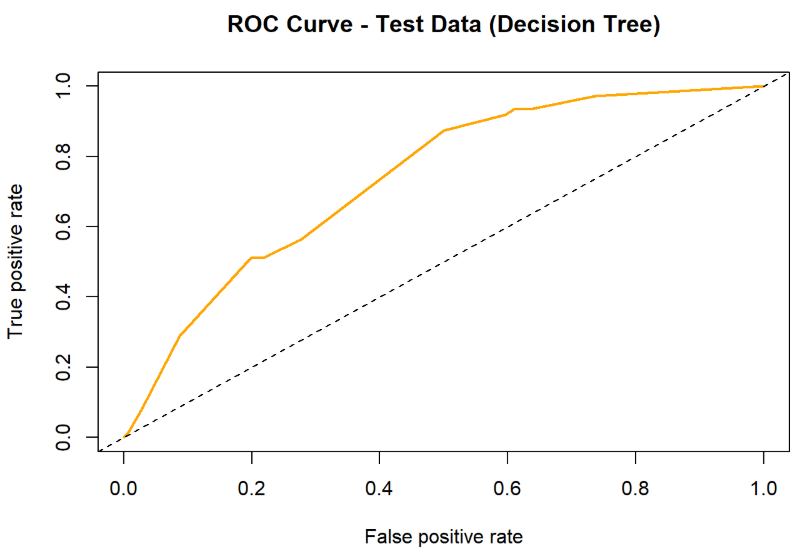 ROC Curve - Test Data (Decision Tree)
True positive rate
1.0
0.8
0.6
0.4
0.2
0.0
0.0 0.2 0.4 0.6 0.8 1.0
False positive rate